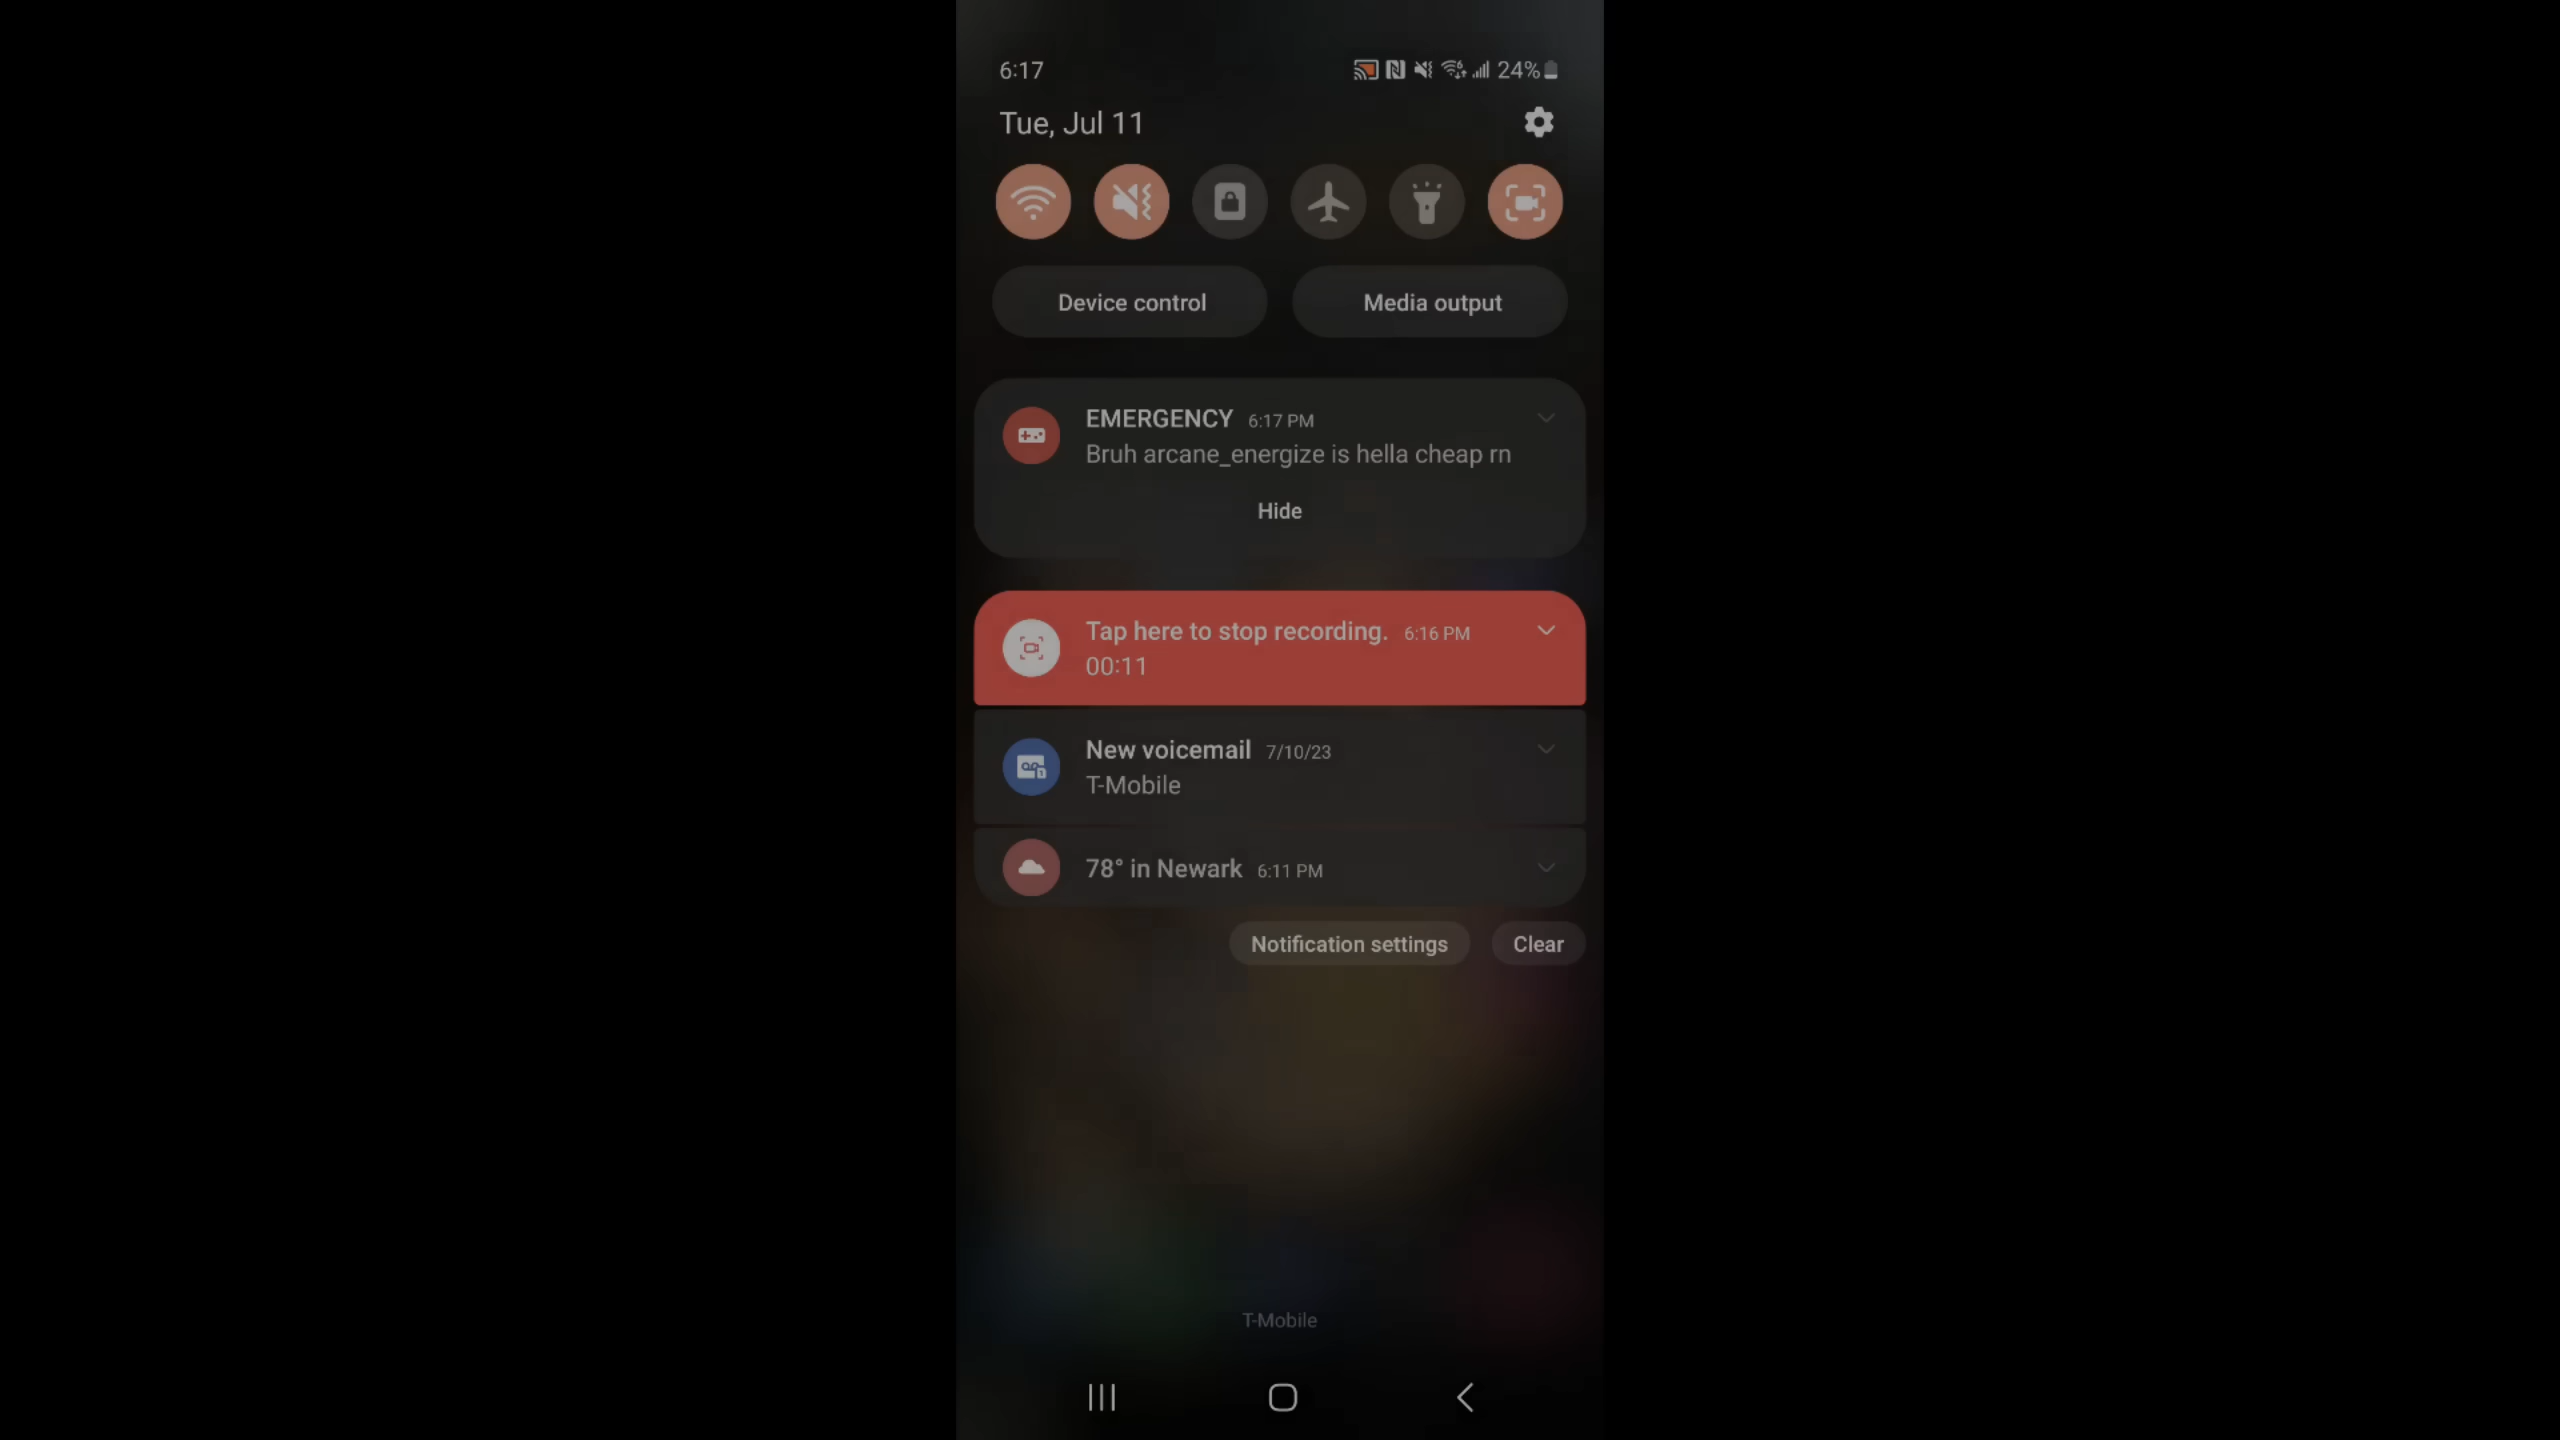 6:17
24%
Tue, Jul 11
Device control
Media output
EMERGENCY 6:17 PM
Bruh arcane_energize is hella cheap rn
Hide
Tap here to stop recording. 6:16 PM
00:11
New voicemail 7/10/23
T-Mobile
78° in Newark 6:11 PM
Notification settings
Clear
T-Mobile